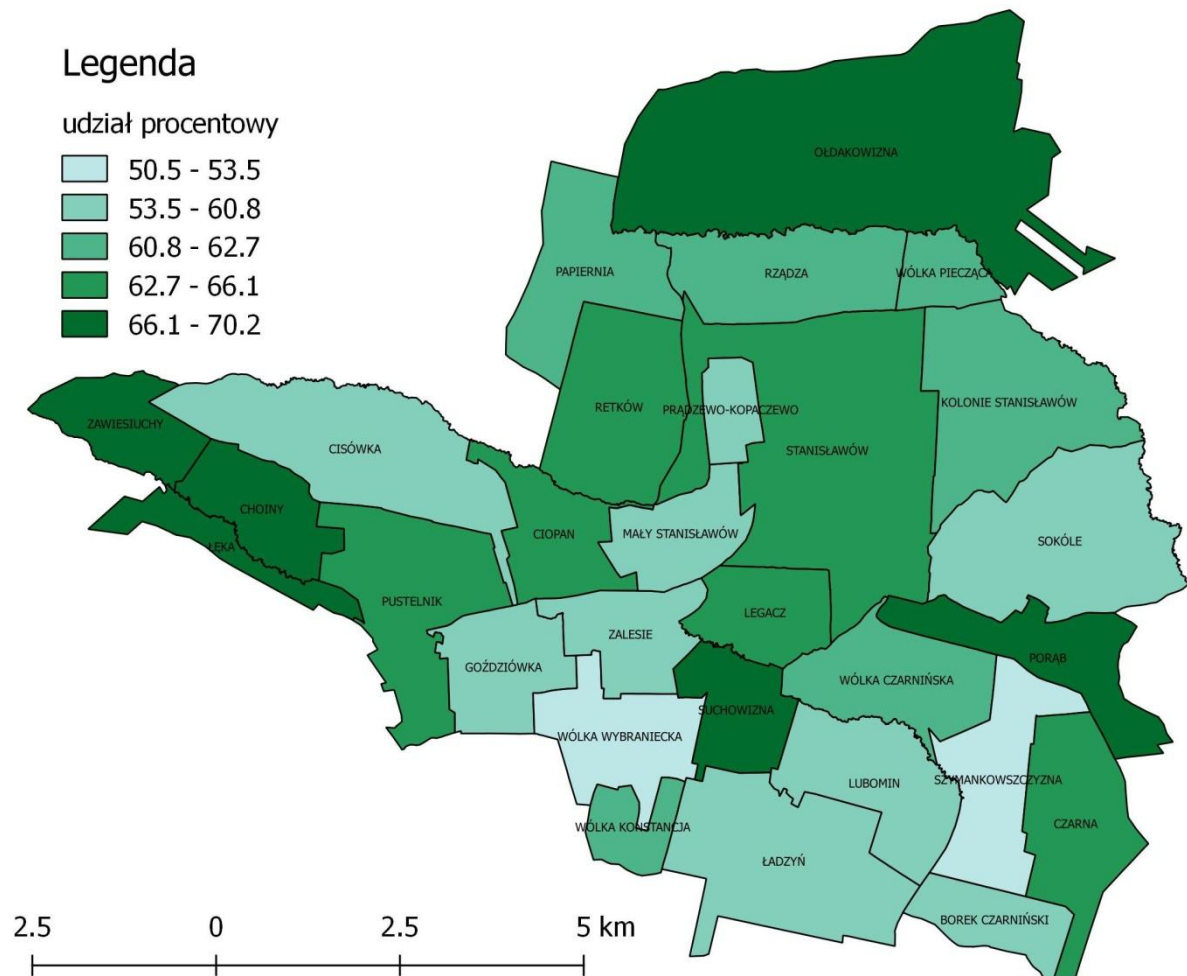 Legenda
udział procentowy
50.5 - 53.5
53.5 - 60.8
60.8 - 62.7
62.7 - 66.1
66.1 - 70.2
OŁDAKOWIZNA
PAPIERNIA
RZĄDZA
WÓLKA PIECZĄCA
RETKÓW
PRĄDZEWO-KOPACZEWO
KOLONIE STANISŁAWÓW
ZAWIESIUCHY
CISÓWKA
STANISŁAWÓW
CHOINY
CIOPAN
MAŁY STANISŁAWÓW
SOKÓLE
ŁĘKA
PUSTELNIK
LEGACZ
ZALESIE
GOŹDZIÓWKA
PORĄB
WÓLKA CZARNIŃSKA
SUCHOWIZNA
WÓLKA WYBRANIECKA
SZYMANKOWSZCZYZNA
LUBOMIN
WÓLKA KONSTANCJA
CZARNA
ŁADZYŃ
BOREK CZARNIŃSKI
2.5 0 2.5 5 km